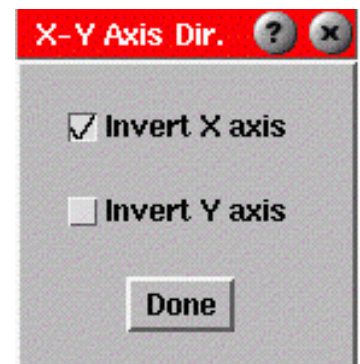 X-Y Axis Dir. ? x
Invert X axis
Invert Y axis
Done